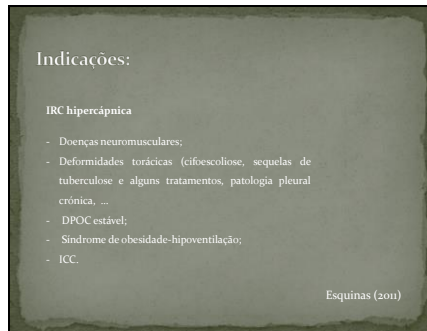 Indicações:
IRC hipercápnica
- Doenças neuromusculares;
- Deformidades torácicas (cifoescoliose, sequelas de
tuberculose e alguns tratamentos, patologia pleural
crónica, ...
- DPOC estável;
- Síndrome de obesidade-hipoventilação;
- ICC.
Esquinas (2011)